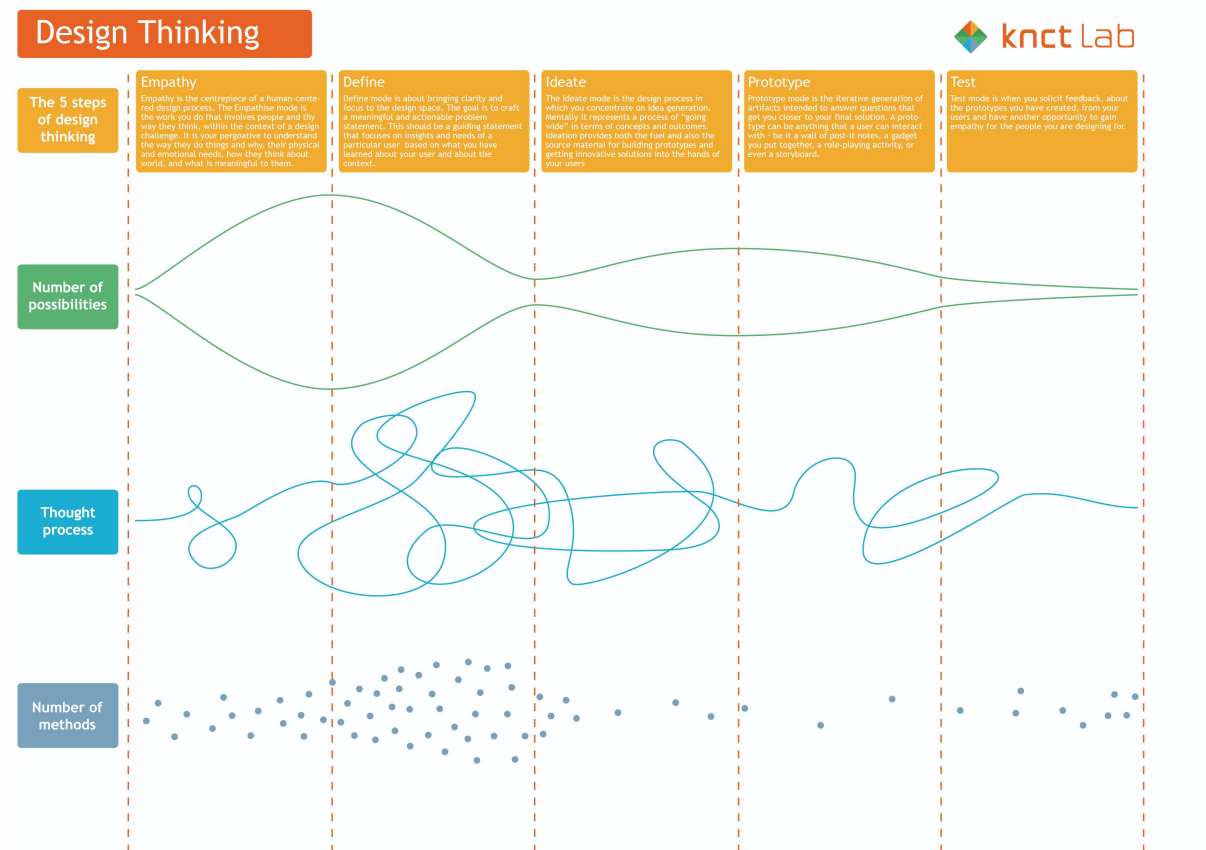 Design Thinking
knct Lab
The 5 steps
of design
thinking
Empathy
Empathy is the centrepiece of a human-cente-
red design process. The Empathise mode is
the work you do that involves people and thy
way they think, within the context of a design
challenge. It is your pergpative to understand
the way they do things and why, their physical
and emotional needs, how they think about
world, and what is meaningful to them.
Define
Define mode is about bringing clarity and
focus to the design space. The goal is to craft
a meaningful and actionable problem
statement. This should be a guiding statement
that focuses on insights and needs of a
particular user based on what you have
learned about your user and about the
context.
Ideate
The Ideate mode is the design process in
which you concentrate on idea generation.
Mentally it represents a process of “going
wide” in terms of concepts and outcomes.
Ideation provides both the fuel and also the
source material for building prototypes and
getting innovative solutions into the hands of
your users
Prototype
Prototype mode is the iterative generation of
artifacts intended to answer questions that
get you closer to your final solution. A proto-
type can be anything that a user can interact
with - be it a wall of post-it notes, a gadget
you put together, a role-playing activity, or
even a storyboard.
Test
Test mode is when you solicit feedback, about
the prototypes you have created, from your
users and have another opportunity to gain
empathy for the people you are designing for.
Number of
possibilities
Thought
process
Number of
methods